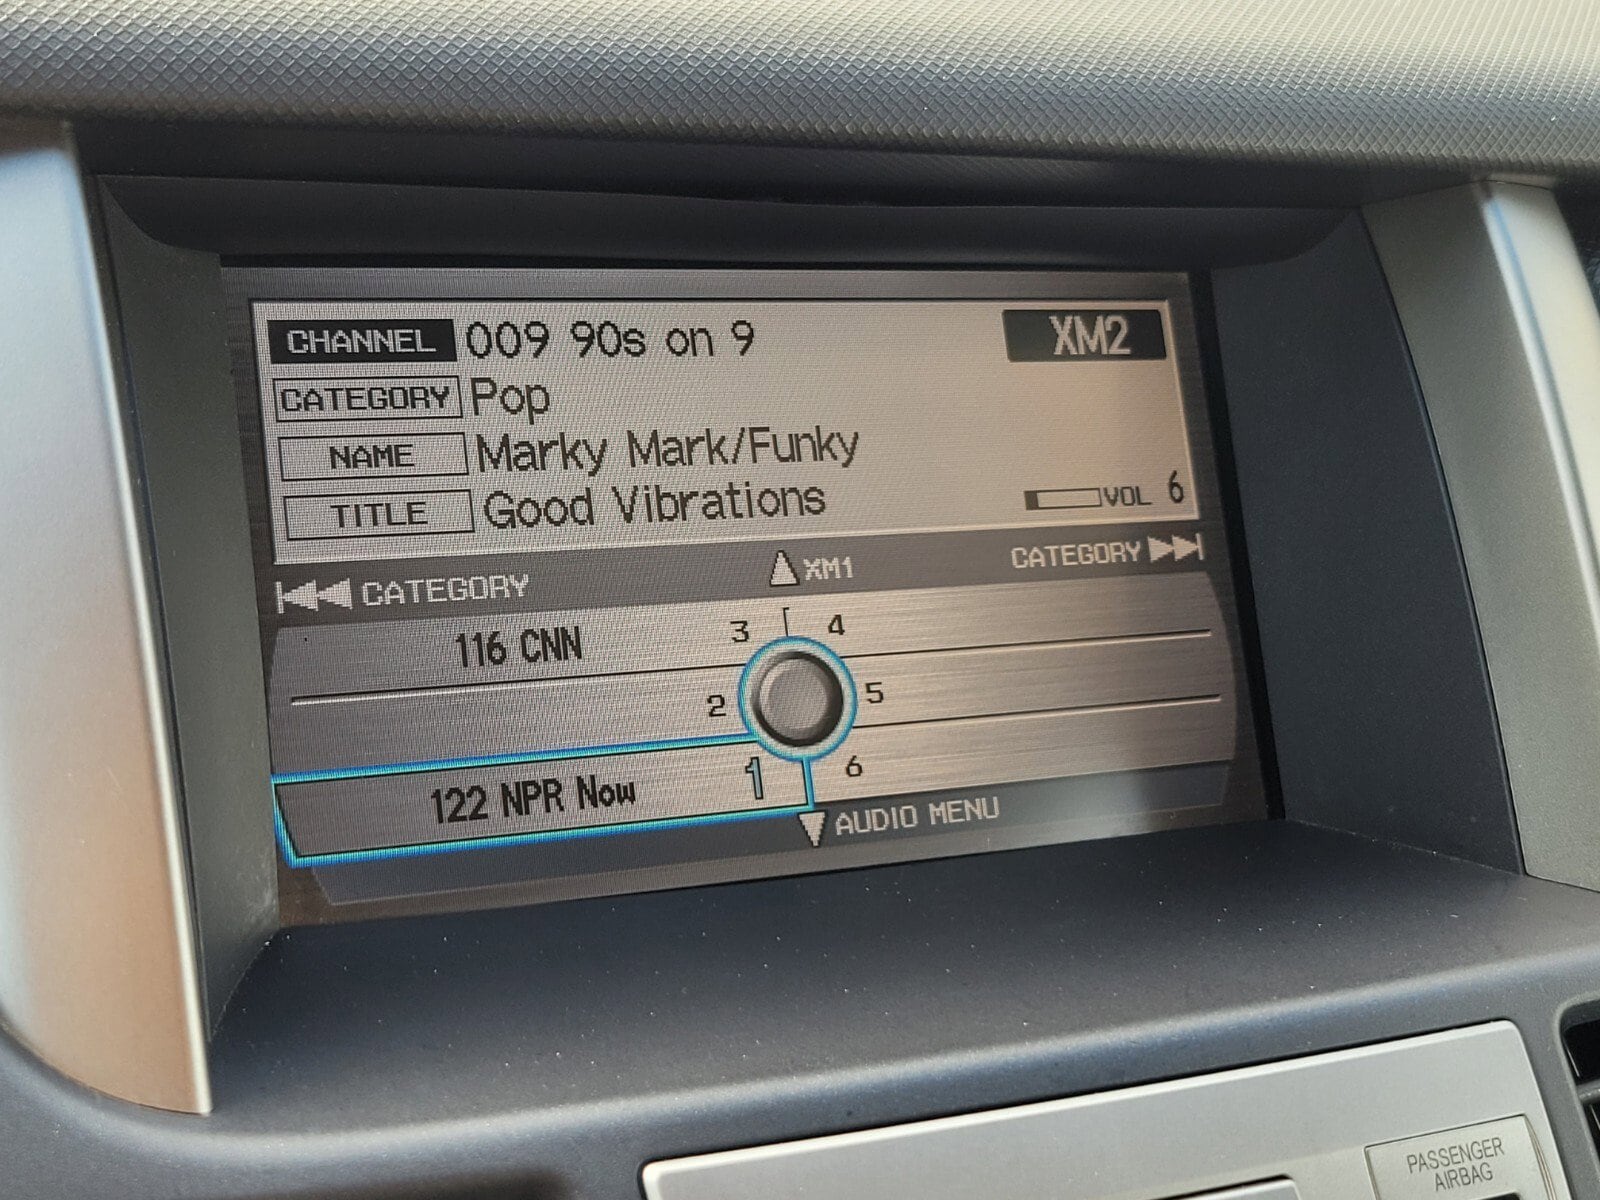 CHANNEL 009 90s on 9 XM2
CATEGORY Pop
NAME Marky Mark/Funky
TITLE Good Vibrations VOL 6
CATEGORY XM1 CATEGORY
116 CNN 3 4
2 5
122 NPR Now 1 6
AUDIO MENU
PASSENGER
AIRBAG